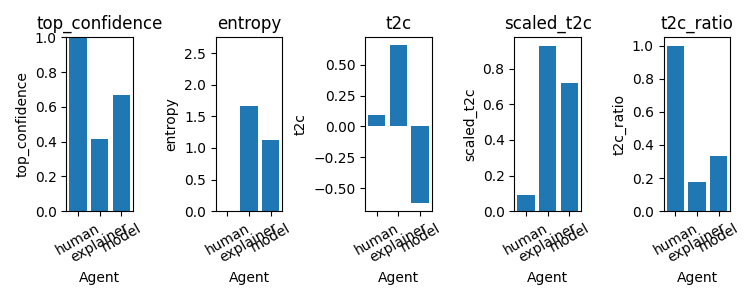 top_confidence
entropy
t2c
scaled_t2c
t2c_ratio
top_confidence
1.0
0.8
0.6
0.4
0.2
0.0
human
explainer
model
Agent
entropy
2.5
2.0
1.5
1.0
0.5
0.0
human
explainer
model
Agent
t2c
0.50
0.25
0.00
−0.25
−0.50
human
explainer
model
Agent
scaled_t2c
0.8
0.6
0.4
0.2
0.0
human
explainer
model
Agent
t2c_ratio
1.0
0.8
0.6
0.4
0.2
0.0
human
explainer
model
Agent